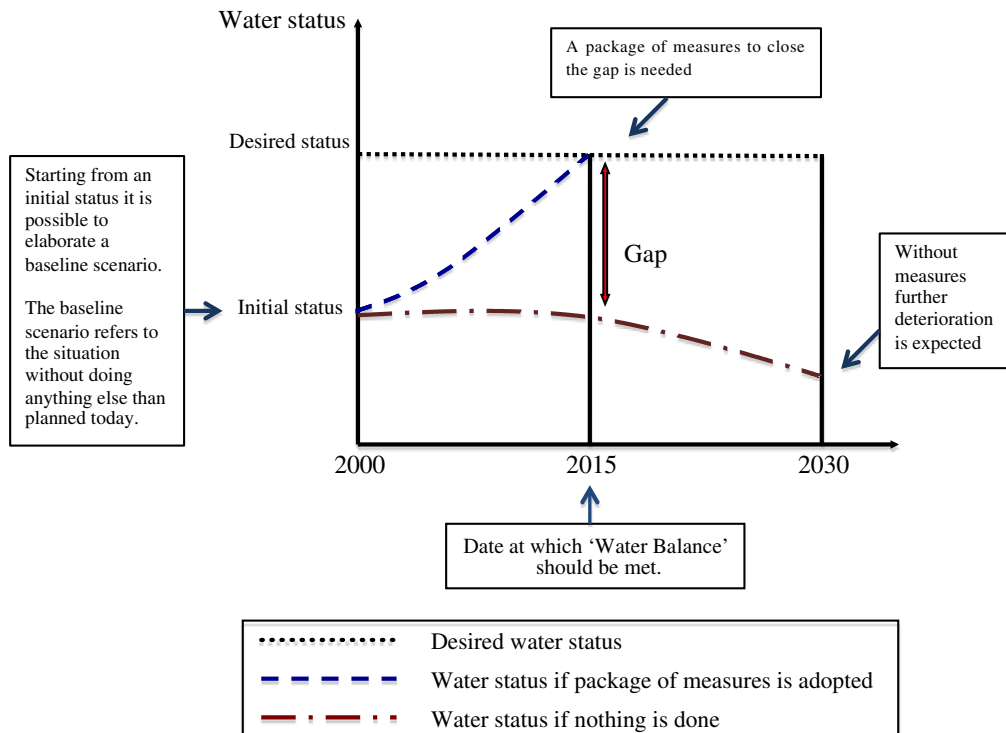 Water status
A package of measures to close
the gap is needed
Desired status
Starting from an
initial status it is
possible to
elaborate a
baseline scenario.
The baseline
scenario refers to
the situation
without doing
anything else than
planned today.
Gap
Initial status
Without
measures
further
deterioration
is expected
2000
2015
2030
Date at which ‘Water Balance’
should be met.
Desired water status
Water status if package of measures is adopted
Water status if nothing is done